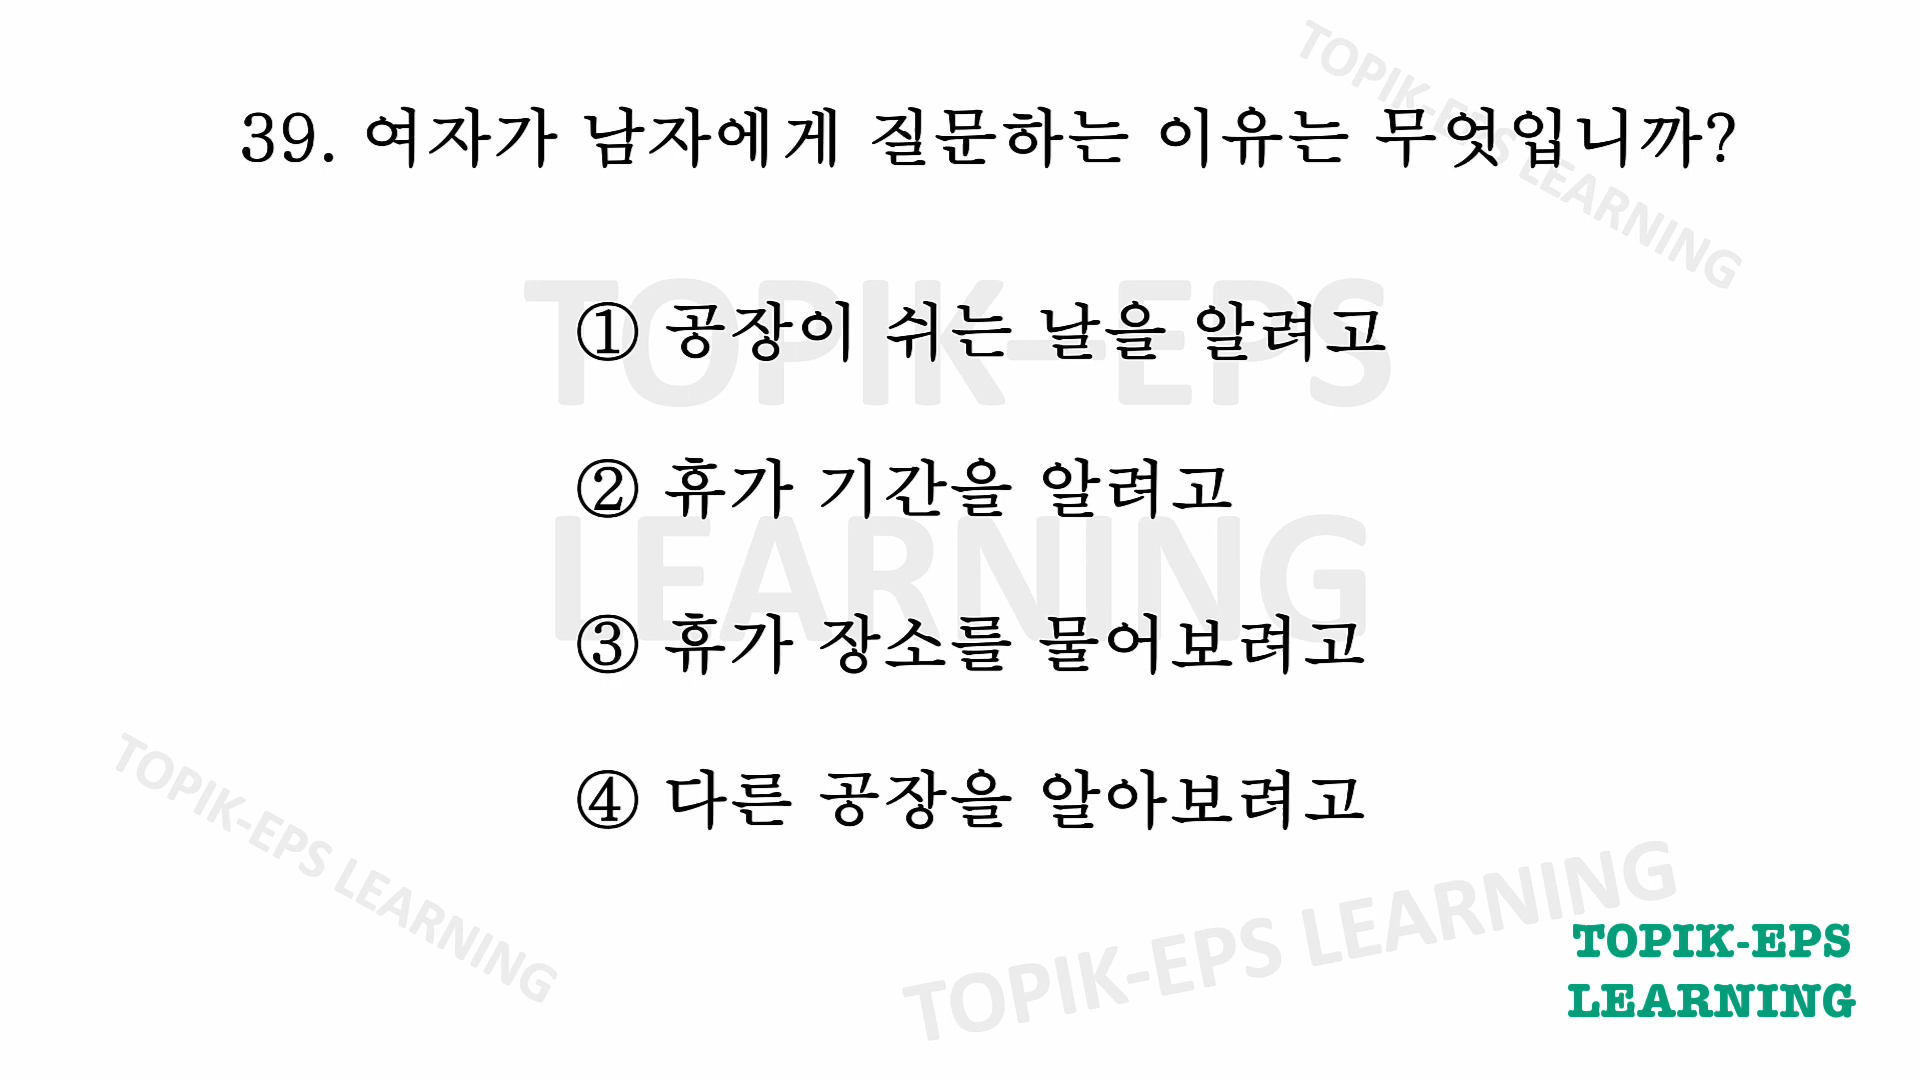 TOPIK-EPS LEARNING
39. 여자가 남자에게 질문하는 이유는 무엇입니까?
TOPIK-EPS
① 공장이 쉬는 날을 알려고
② 휴가 기간을 알려고
LEARNING
③ 휴가 장소를 물어보려고
④ 다른 공장을 알아보려고
TOPIK-EPS LEARNING
TOPIK-EPS LEARNING
TOPIK-EPS
LEARNING